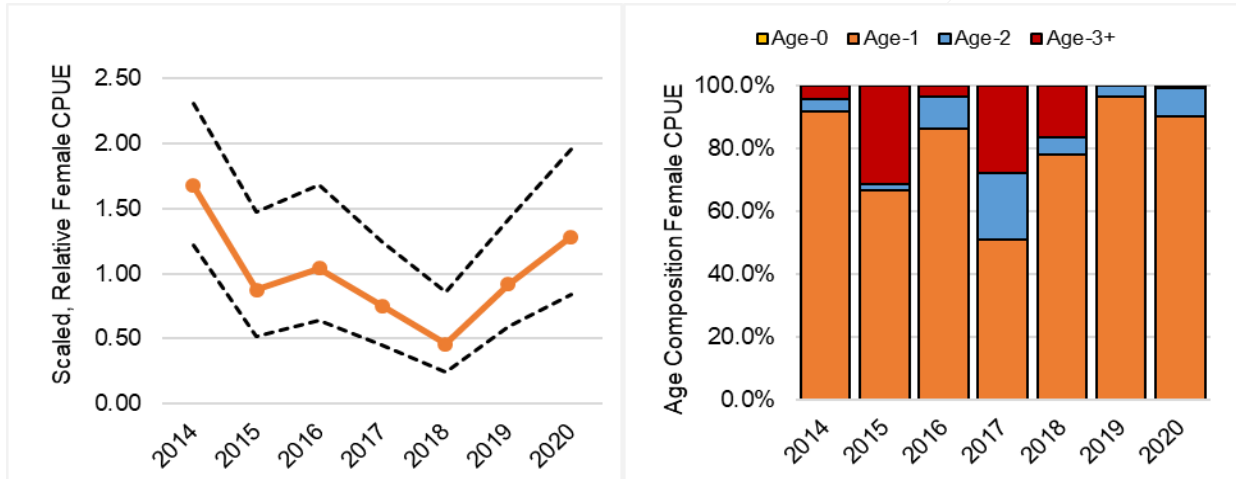 Scaled, Relative Female CPUE
2.50
2.00
1.50
1.00
0.50
0.00
2014 2015 2016 2017 2018 2019 2020
Age-0 Age-1 Age-2 Age-3+
Age Composition Female CPUE
100.0%
80.0%
60.0%
40.0%
20.0%
0.0%
2014 2015 2016 2017 2018 2019 2020